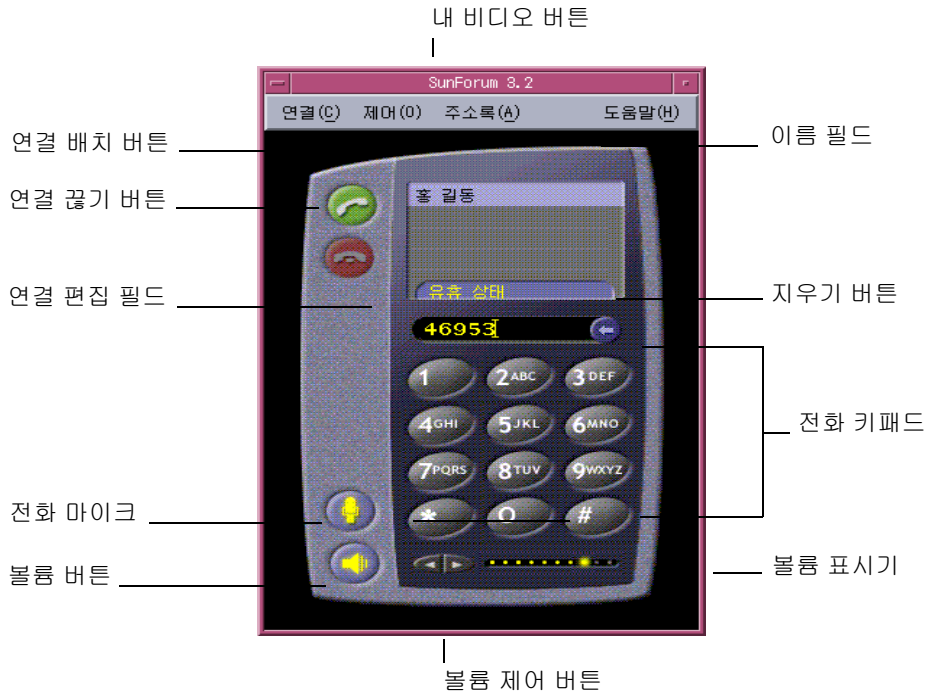 내 비디오 버튼
SunForum 3.2
연결(C) 제어(O) 주소록(A) 도움말(H)
연결 배치 버튼
이름 필드
연결 끊기 버튼
홍 길동
연결 편집 필드
유휴 상태
지우기 버튼
46953
1 2ABC 3DEF
4GHI 5JKL 6MNO
전화 키패드
7PQRS 8TUV 9WXYZ
전화 마이크
* 0 #
볼륨 버튼
볼륨 표시기
볼륨 제어 버튼